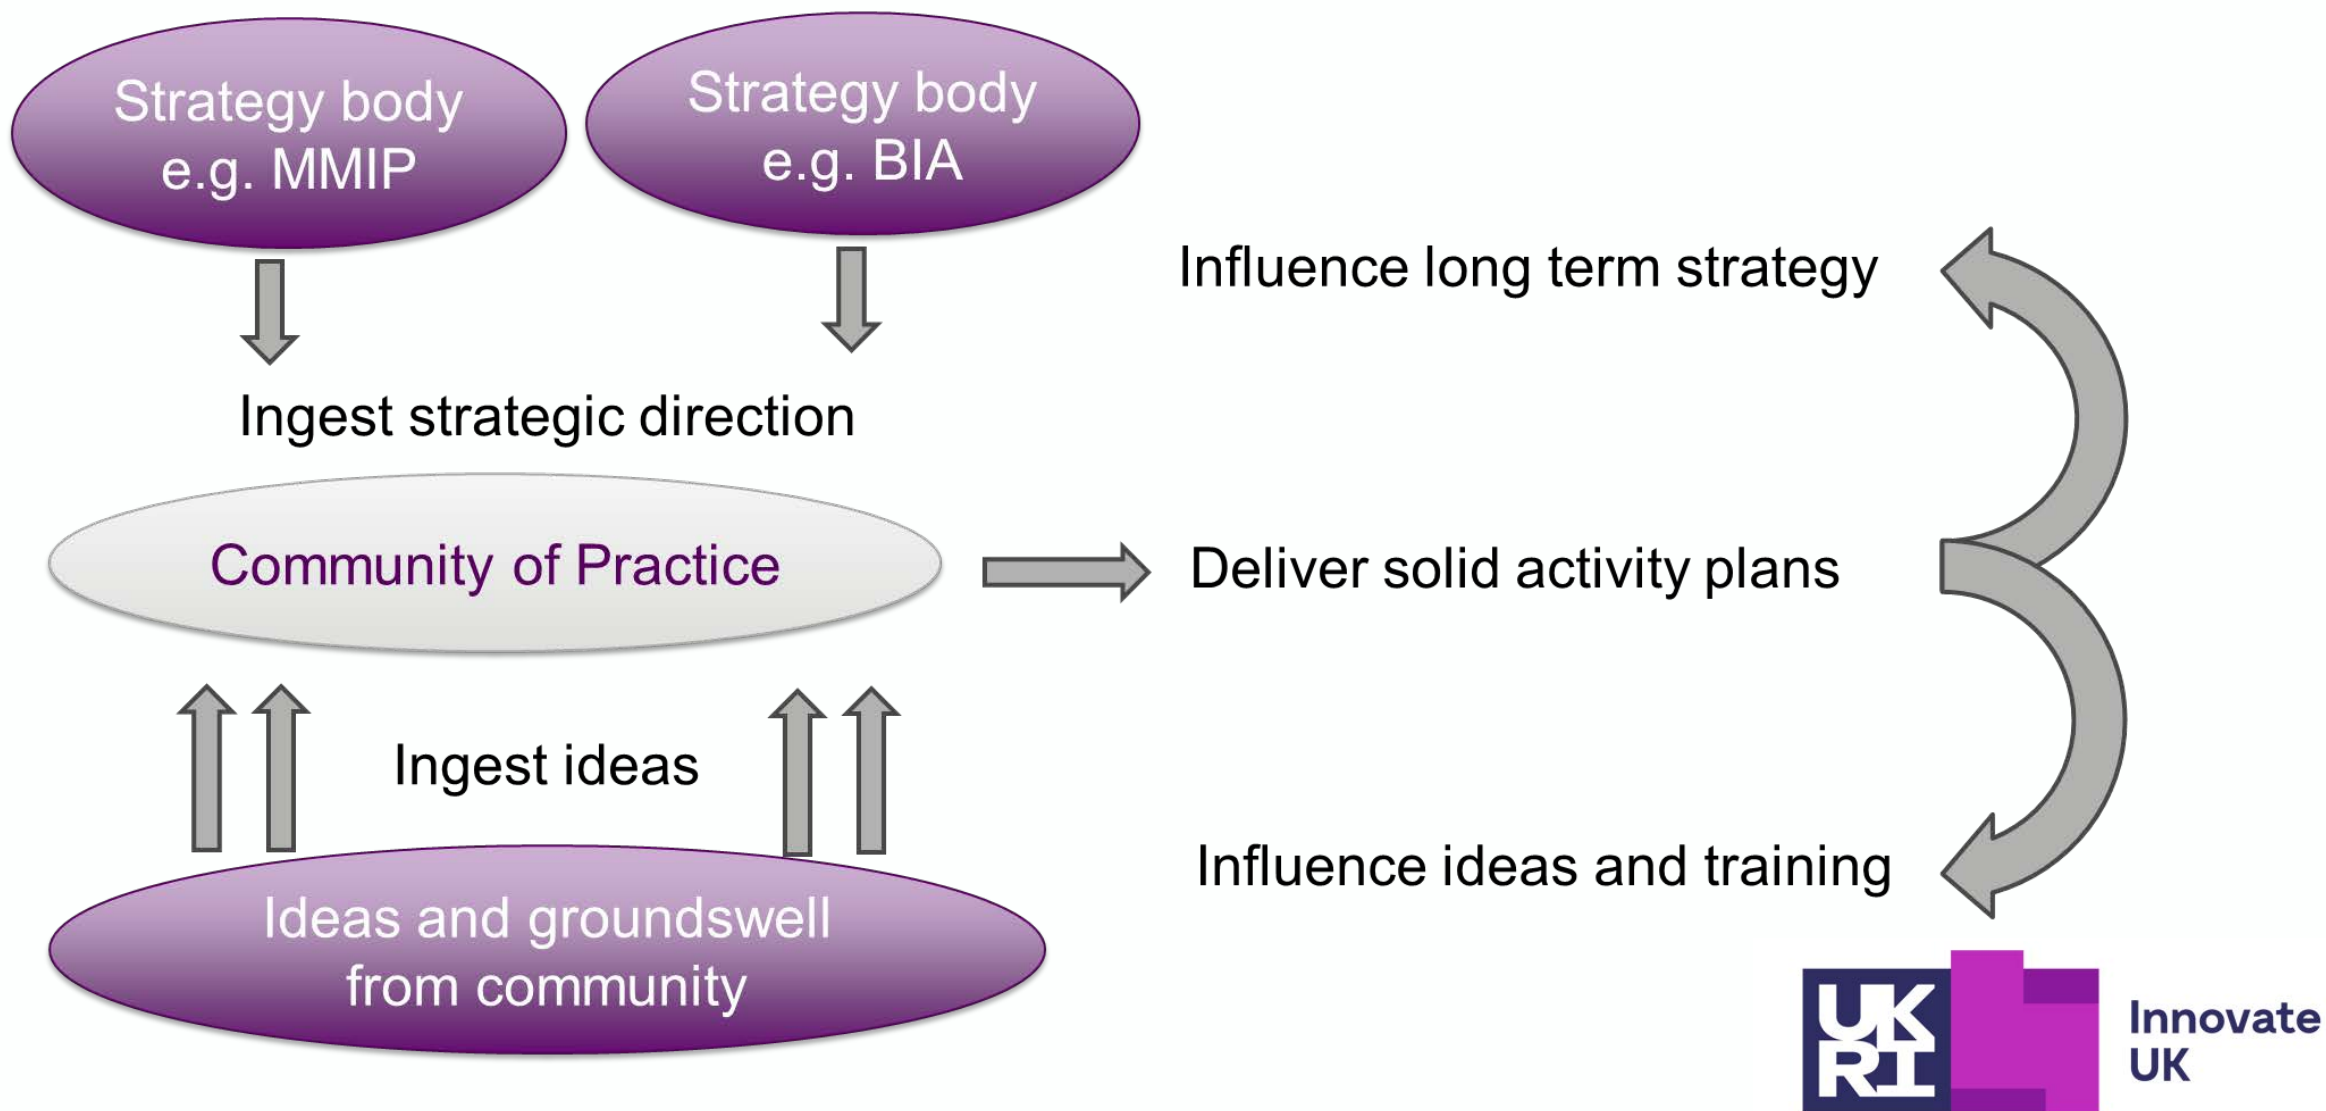 Strategy body
e.g. MMIP
Strategy body
e.g. BIA
Ingest strategic direction
Community of Practice
Ingest ideas
Ideas and groundswell
from community
Influence long term strategy
Deliver solid activity plans
Influence ideas and training
UK
RI
Innovate
UK